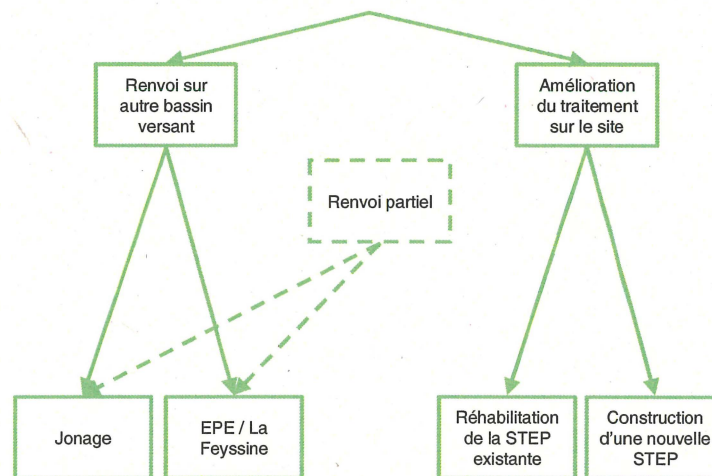 Renvoi sur
autre bassin
versant
Amélioration
du traitement
sur le site
Renvoi partiel
Jonage
EPE / La
Feyssine
Réhabilitation
de la STEP
existante
Construction
d'une nouvelle
STEP